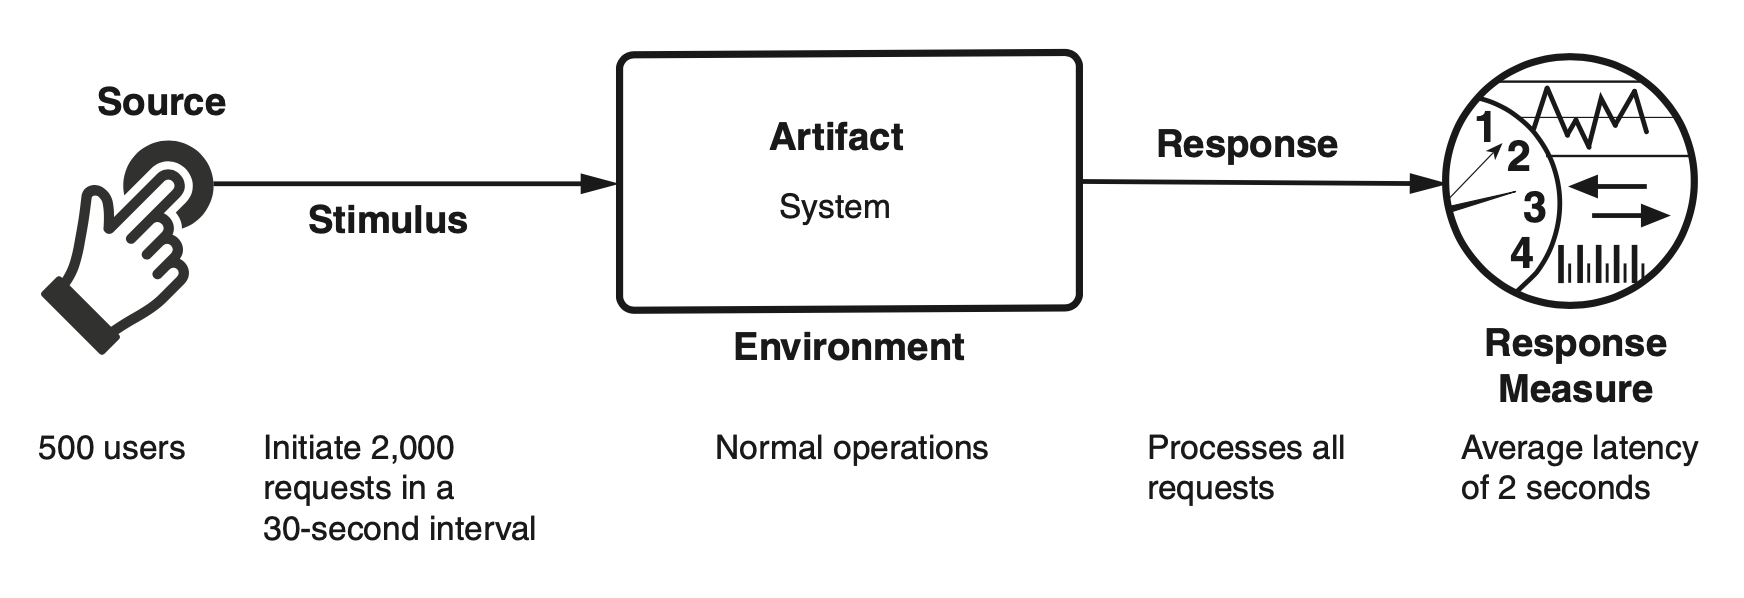 Source
Stimulus
Artifact
System
Environment
Response
1
2
3
4
Response
Measure
500 users
Initiate 2,000
requests in a
30-second interval
Normal operations
Processes all
requests
Average latency
of 2 seconds